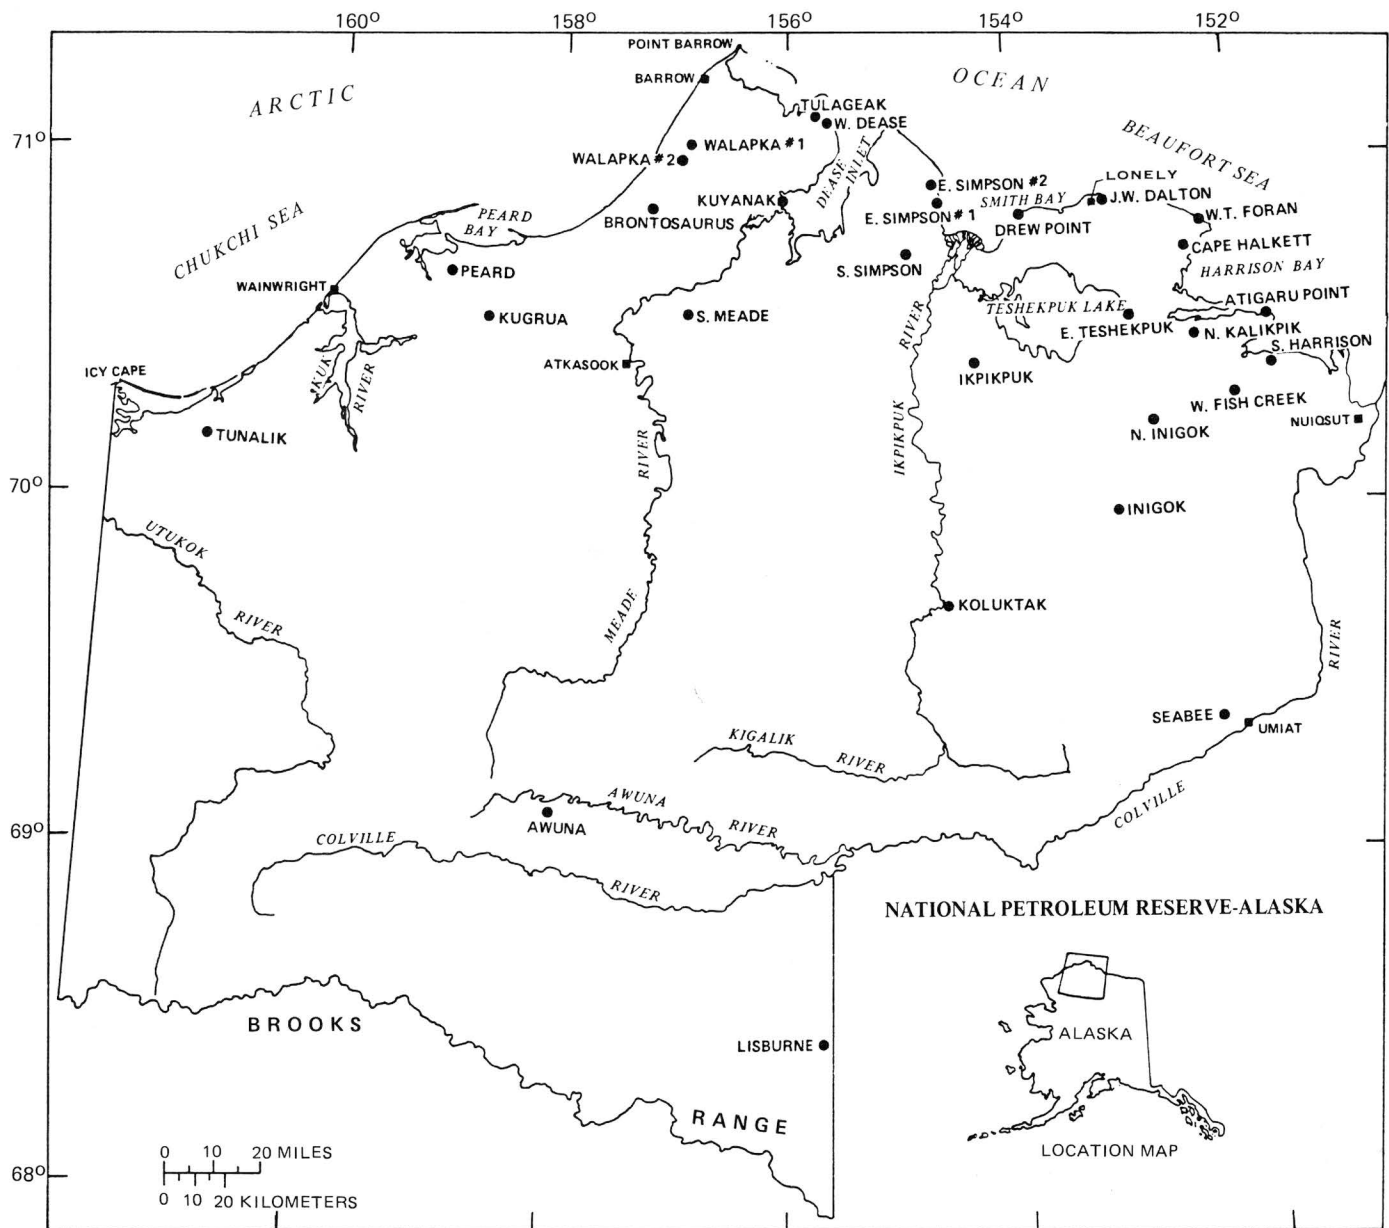 160° 158° 156° 154° 152°
POINT BARROW
OCEAN
BARROW
ARCTIC
TULAGEAK
W. DEASE
71°
BEAUFORT SEA
WALAPKA #1
WALAPKA #2
DEASE
INLET
LONELY
E. SIMPSON #2
SMITH BAY
J.W. DALTON
KUYANAK
E. SIMPSON #1
W.T. FORAN
PEARD
BAY
BRONTOSAURUS
DREW POINT
CHUKCHI SEA
CAPE HALKETT
S. SIMPSON
HARRISON BAY
PEARD
WAINWRIGHT
TESHEKPUK LAKE
ATIGARU POINT
KUGRUA
S. MEADE
E. TESHEKPUK
N. KALIKPIK
RIVER
S. HARRISON
ATKASOOK
ICY CAPE
KUK
RIVER
IKPIKPUK
W. FISH CREEK
NUIQSUT
TUNALIK
N. INIGOK
RIVER
IKPIKPUK
70°
INIGOK
UTUKOK
RIVER
MEADE
KOLUKTAK
RIVER
SEABEE
UMIAT
KIGALIK
RIVER
AWUNA
RIVER
COLVILLE
69°
AWUNA
COLVILLE
RIVER
NATIONAL PETROLEUM RESERVE-ALASKA
BROOKS
ALASKA
LISBURNE
RANGE
LOCATION MAP
0 10 20 MILES
68°
0 10 20 KILOMETERS